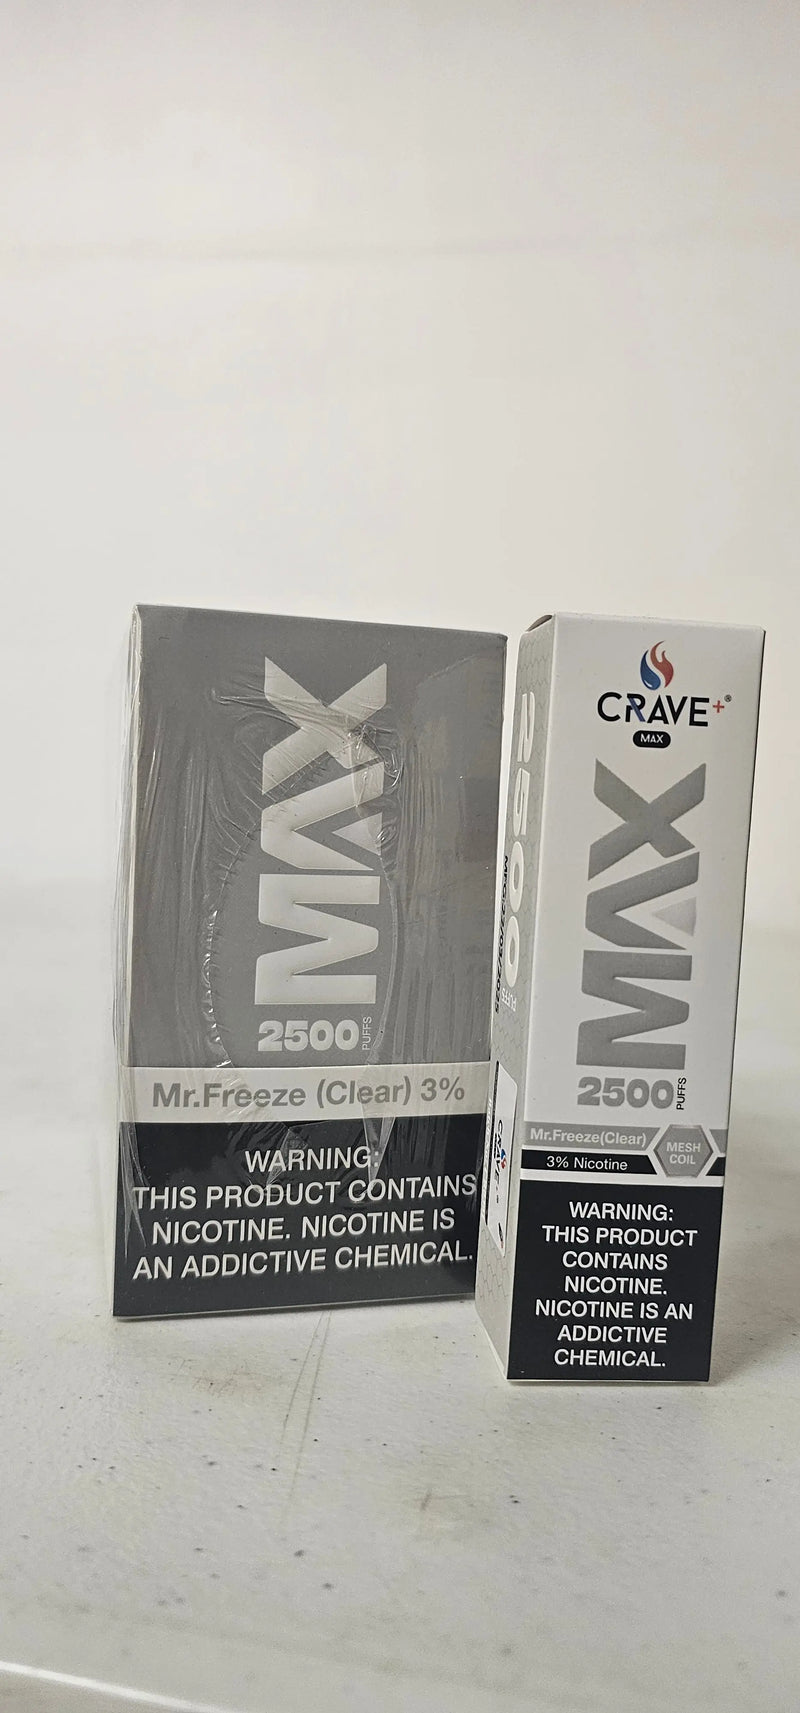 MAX
2500 PUFFS
Mr.Freeze (Clear) 3%
WARNING:
THIS PRODUCT CONTAINS
NICOTINE. NICOTINE IS
AN ADDICTIVE CHEMICAL.
2500 PUFFS
CRAVE
CRAVE+®
MAX
MAX
2500 PUFFS
Mr.Freeze(Clear)
MESH
COIL
3% Nicotine
WARNING:
THIS PRODUCT
CONTAINS
NICOTINE.
NICOTINE IS AN
ADDICTIVE
CHEMICAL.